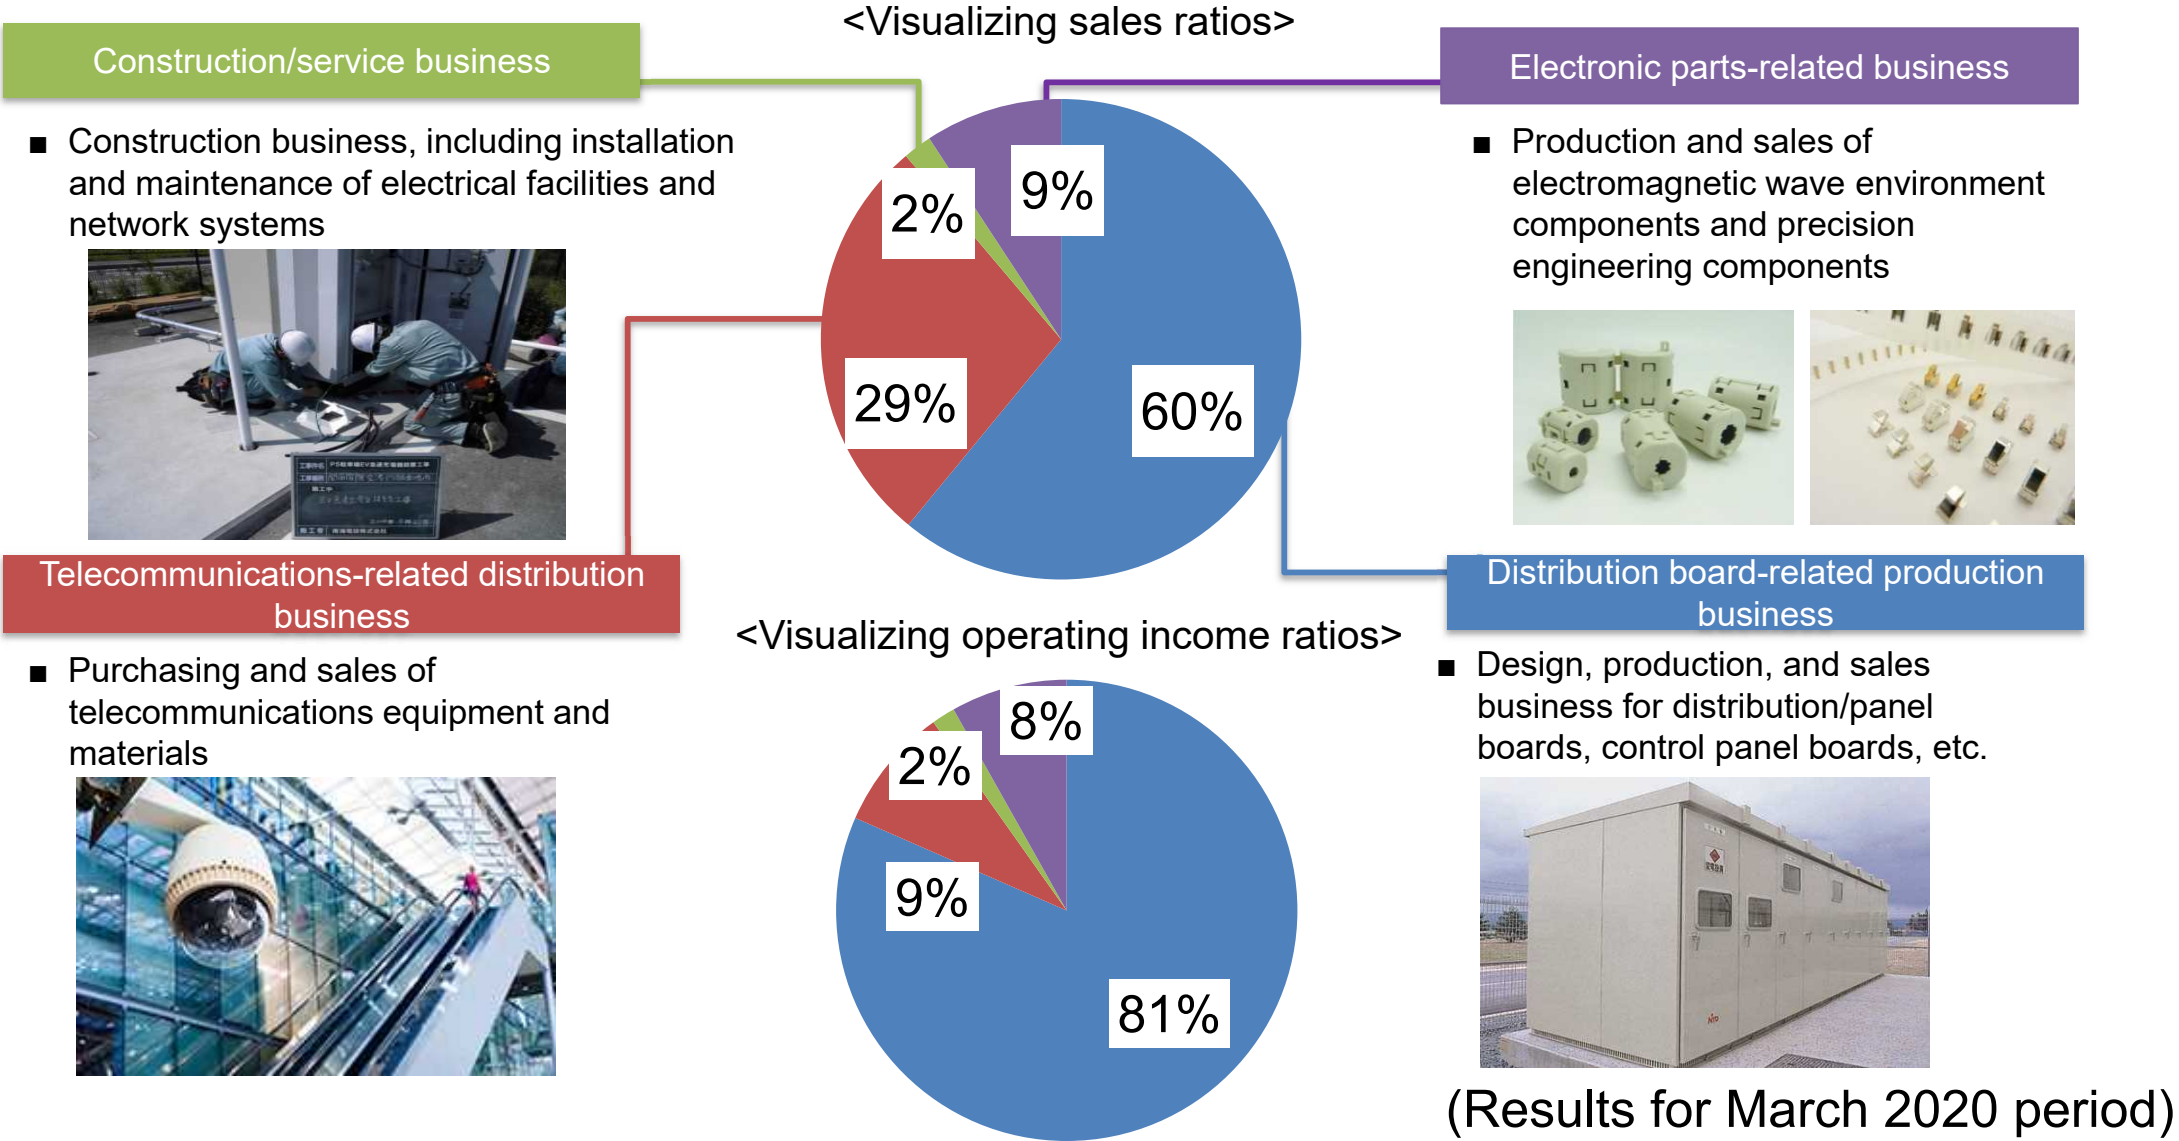 <Visualizing sales ratios>
Construction/service business
■ Construction business, including installation
and maintenance of electrical facilities and
network systems
Electronic parts-related business
■ Production and sales of
electromagnetic wave environment
components and precision
engineering components
2%
9%
29%
60%
Telecommunications-related distribution
business
■ Purchasing and sales of
telecommunications equipment and
materials
Distribution board-related production
business
■ Design, production, and sales
business for distribution/panel
boards, control panel boards, etc.
<Visualizing operating income ratios>
8%
2%
9%
81%
(Results for March 2020 period)